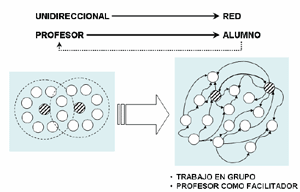 UNIDIRECCIONAL RED
PROFESOR ALUMNO
• TRABAJO EN GRUPO
• PROFESOR COMO FACILITADOR